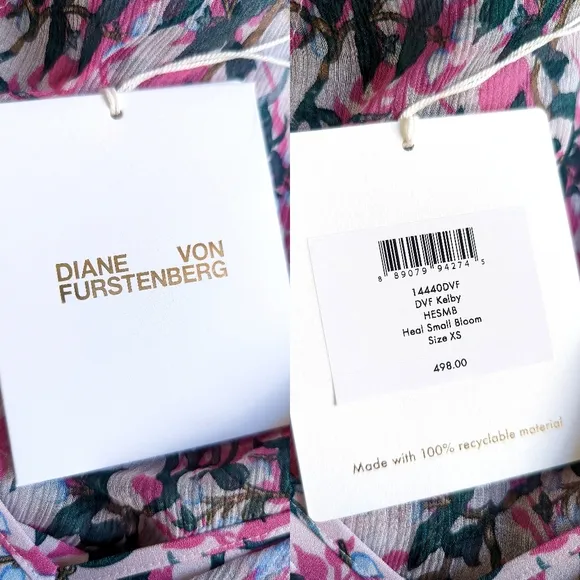 DIANE VON
FURSTENBERG
8 89079 94274 5
14440DVF
DVF Kelby
HESMB
Heal Small Bloom
Size XS
498.00
Made with 100% recyclable material